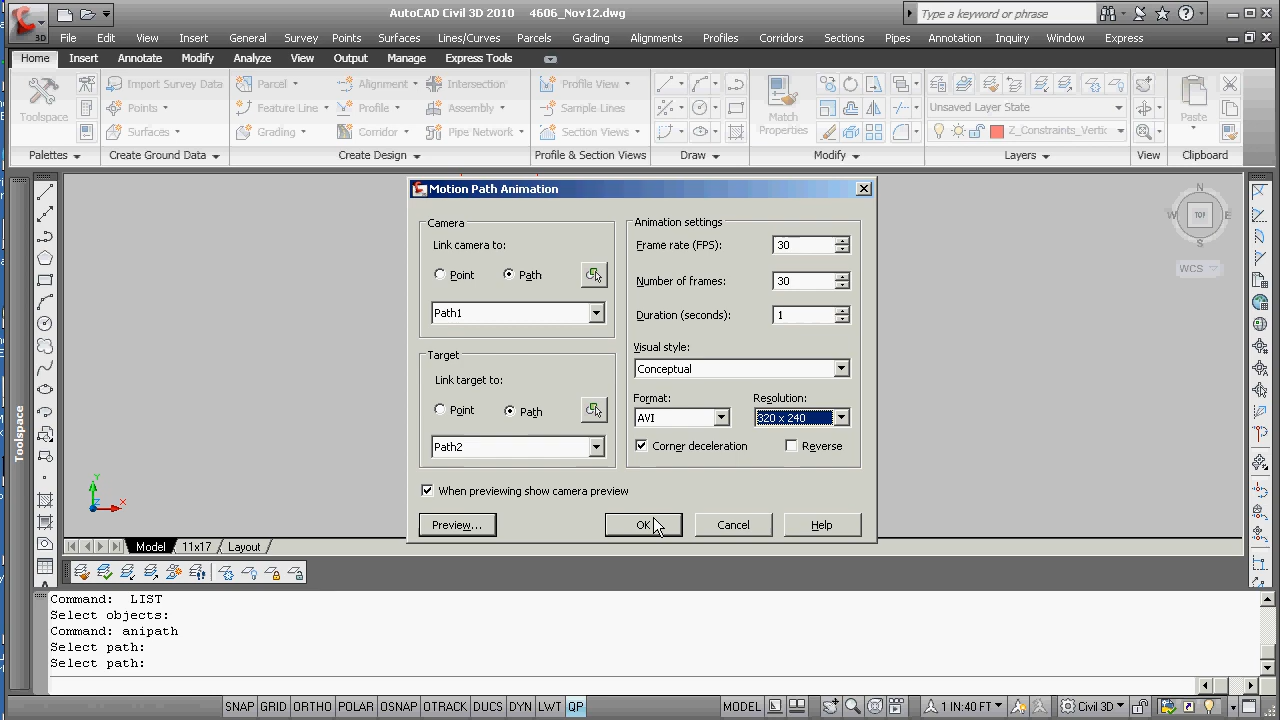 AutoCAD Civil 3D 2010 4606_Nov12.dwg
Type a keyword or phrase
3D
File Edit View Insert General Survey Points Surfaces Lines/Curves Parcels Grading Alignments Profiles Corridors Sections Pipes Annotation Inquiry Window Express
Home Insert Annotate Modify Analyze View Output Manage Express Tools
Toolspace
Import Survey Data
Points
Surfaces
Parcel
Feature Line
Grading
Alignment
Profile
Corridor
Intersection
Assembly
Pipe Network
Profile View
Sample Lines
Section Views
Match
Properties
Unsaved Layer State
Z_Constraints_Vertic
Paste
Palettes Create Ground Data Create Design Profile & Section Views Draw Modify Layers View Clipboard
Motion Path Animation
Camera
Link camera to:
Point Path
Path1
Target
Link target to:
Point Path
Path2
Animation settings
Frame rate (FPS): 30
Number of frames: 30
Duration (seconds): 1
Visual style:
Conceptual
Format: Resolution:
AVI 320 x 240
Corner deceleration Reverse
When previewing show camera preview
Preview... OK Cancel Help
N
W TOP E
S
WCS
Toolspace
Y
Z X
Model 11x17 Layout
Command: LIST
Select objects:
Command: anipath
Select path:
Select path:
SNAP GRID ORTHO POLAR OSNAP OTRACK DUCS DYN LWT QP MODEL 1 IN:40 FT Civil 3D